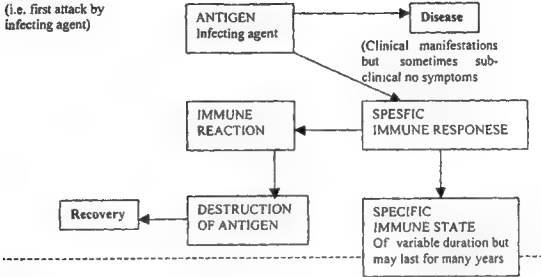 (i.e. first attack by
infecting agent)
ANTIGEN
Infecting agent
Disease
(Clinical manifestations
but sometimes sub-
clinical no symptoms
IMMUNE
REACTION
SPESFIC
IMMUNE RESPONESE
Recovery
DESTRUCTION
OF ANTIGEN
SPECIFIC
IMMUNE STATE
Of variable duration but
may last for many years